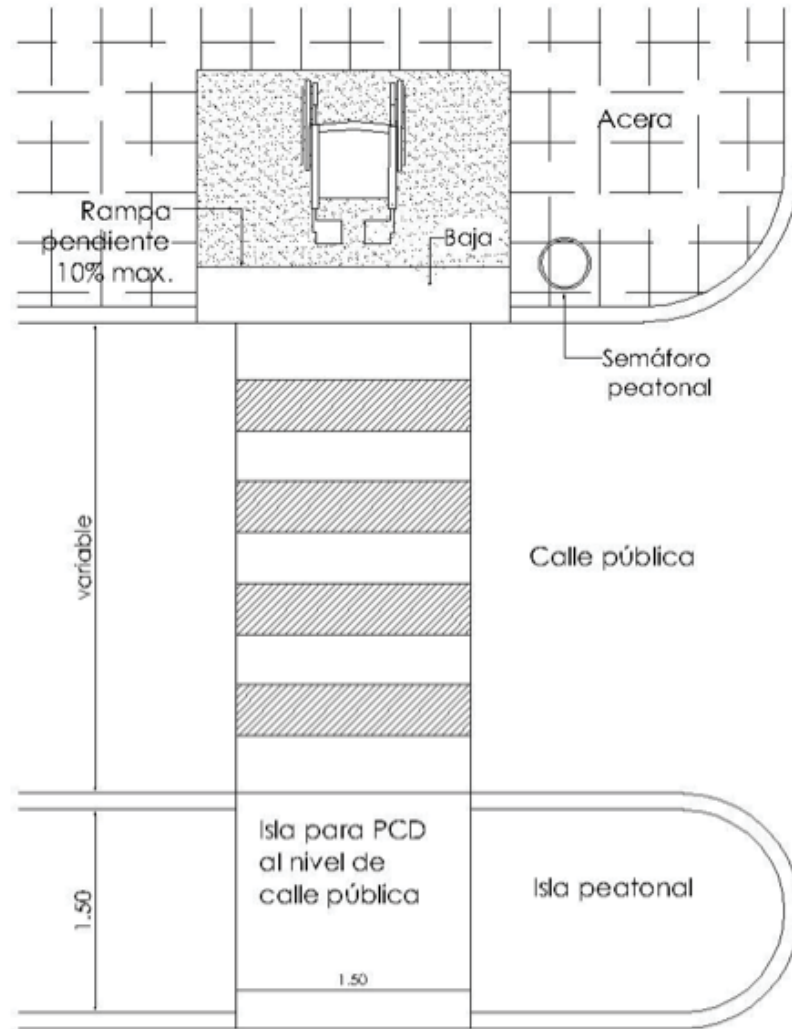 Acera
Rampa
pendiente
10% max.
Baja
Semáforo
peatonal
variable
Calle pública
Isla para PCD
al nivel de
calle pública
Isla peatonal
1.50
1.50